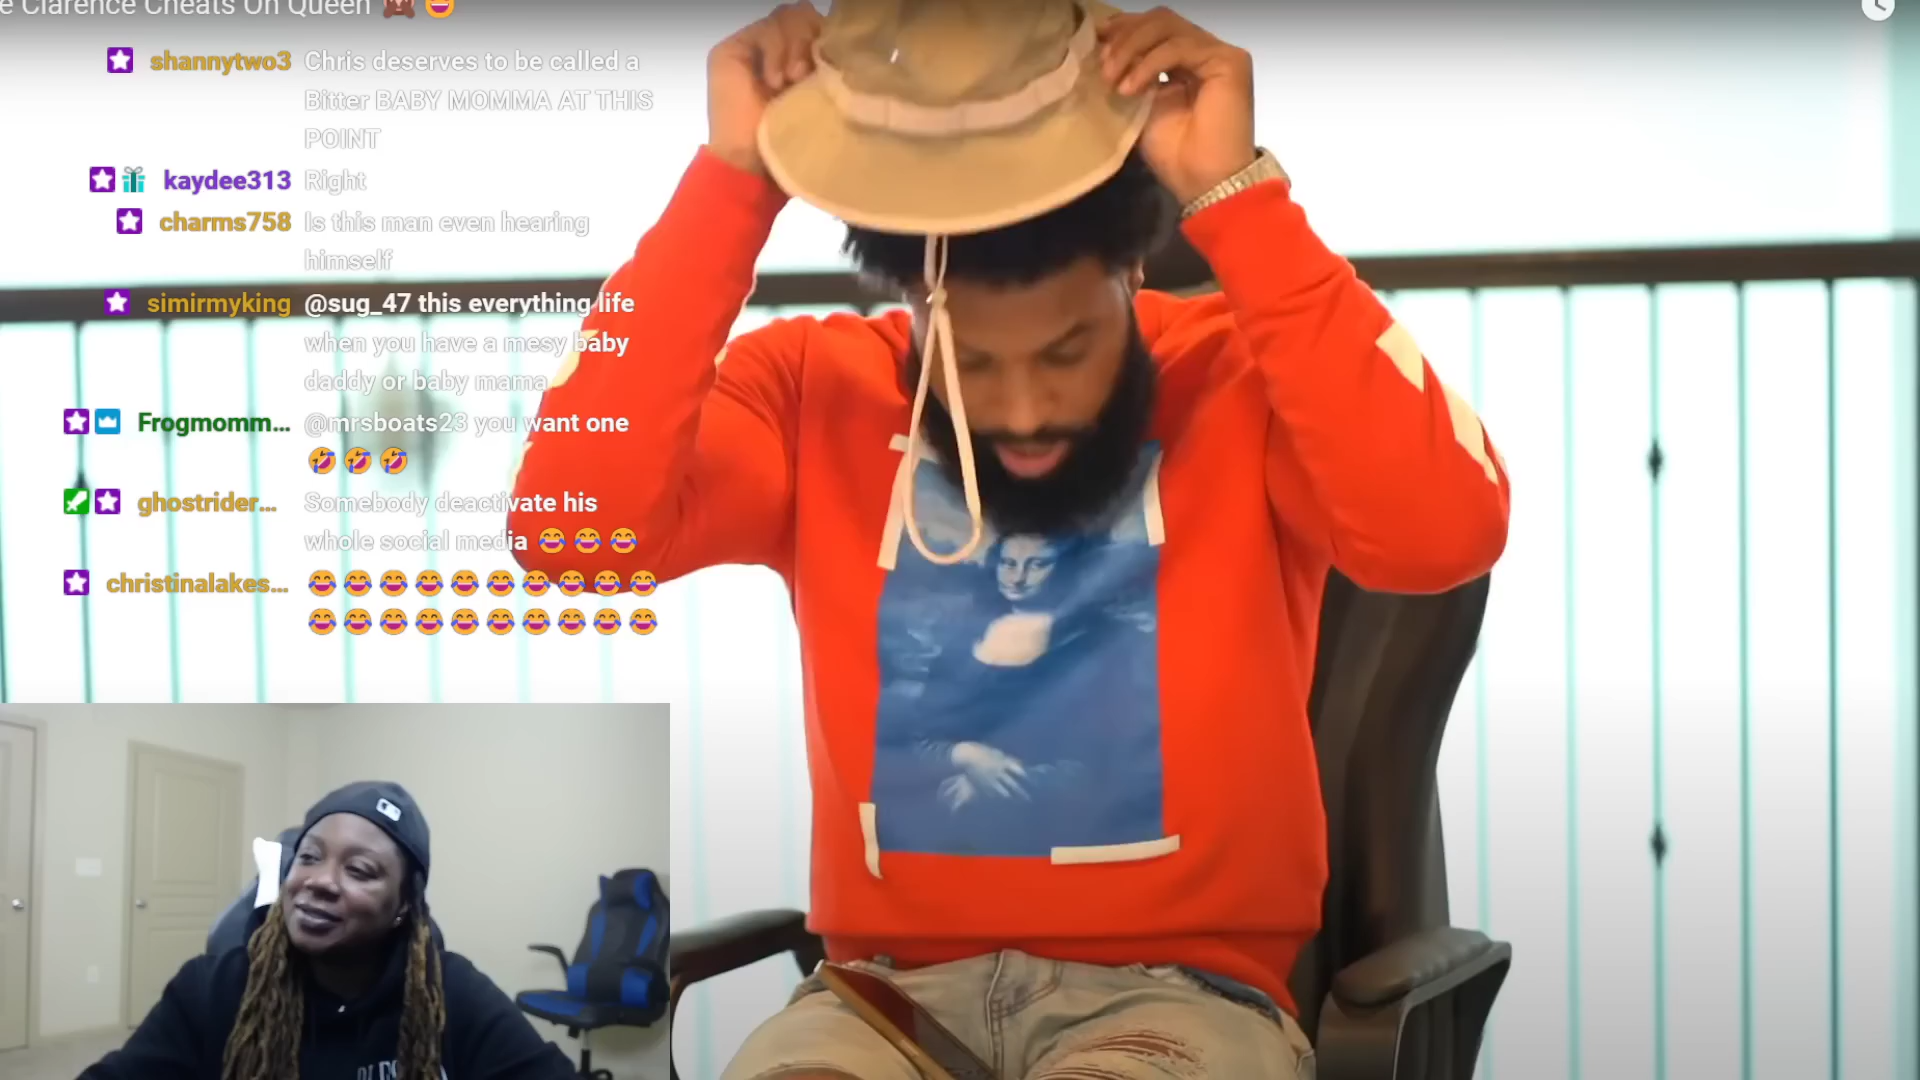 e Clarence Cheats On Queen 🙈 😄
shannytwo3 Chris deserves to be called a
Bitter BABY MOMMA AT THIS
POINT
kaydee313 Right
charms758 Is this man even hearing
himself
simirmyking @sug_47 this everything life
when you have a mesy baby
daddy or baby mama
Frogmomm... @mrsboats23 you want one
🤣 🤣 🤣
ghostrider... Somebody deactivate his
whole social media 😂 😂 😂
christinalakes... 😂 😂 😂 😂 😂 😂 😂 😂 😂 😂
😂 😂 😂 😂 😂 😂 😂 😂 😂 😂